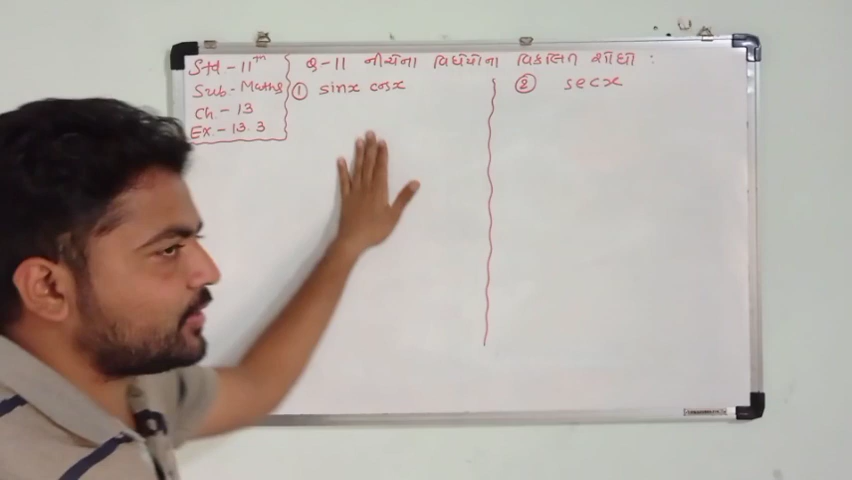 Std. - 11th
Sub - Maths
Ch. - 13
Ex. - 13.3
Q-11 નીચેના વિધેયોના વિકલિત શોધો :
① sinx cosx
② secx